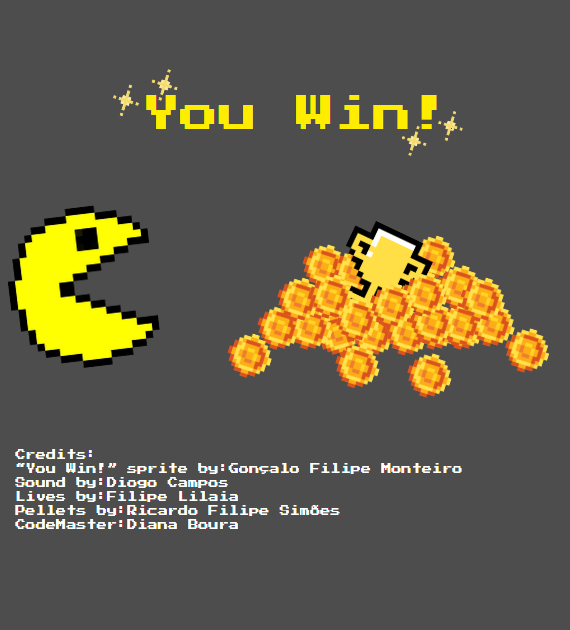 You Win!
Credits:
“You Win!” sprite by:Gonçalo Filipe Monteiro
Sound by:Diogo Campos
Lives by:Filipe Lilaia
Pellets by:Ricardo Filipe Simões
CodeMaster:Diana Boura